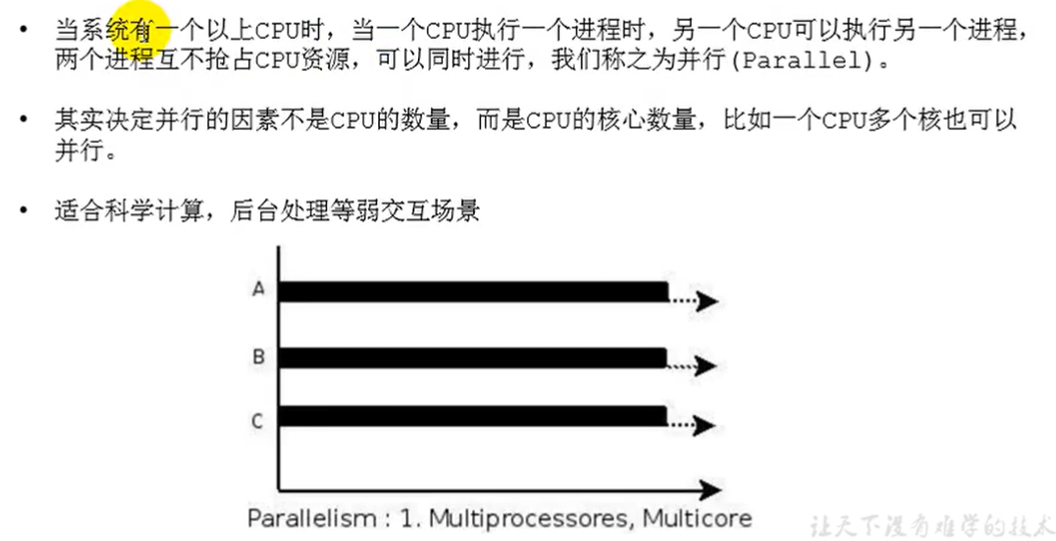 • 当系统有一个以上CPU时，当一个CPU执行一个进程时，另一个CPU可以执行另一个进程，
两个进程互不抢占CPU资源，可以同时进行，我们称之为并行(Parallel)。
• 其实决定并行的因素不是CPU的数量，而是CPU的核心数量，比如一个CPU多个核也可以
并行。
• 适合科学计算，后台处理等弱交互场景
A
B
C
Parallelism : 1. Multiprocessores, Multicore
让天下没有难学的技术